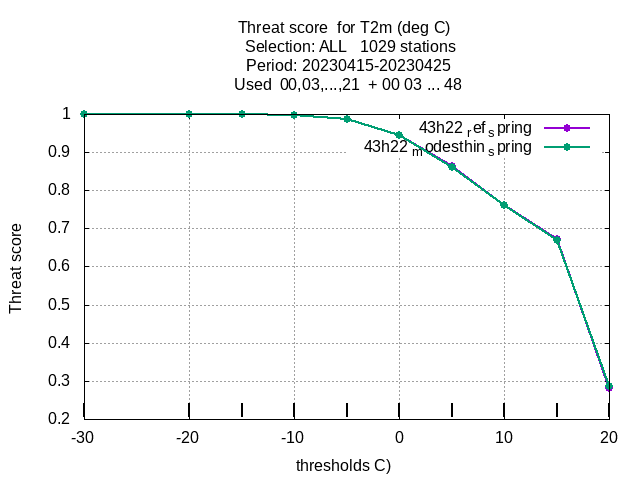 Threat score  for T2m (deg C)
Selection: ALL   1029 stations
Period: 20230415-20230425
Used  00,03,...,21  + 00 03 ... 48
43h22 ref spring
43h22 modesthin spring
1
0.9
0.8
0.7
0.6
0.5
0.4
0.3
0.2
Threat score
-30
-20
-10
0
10
20
thresholds C)